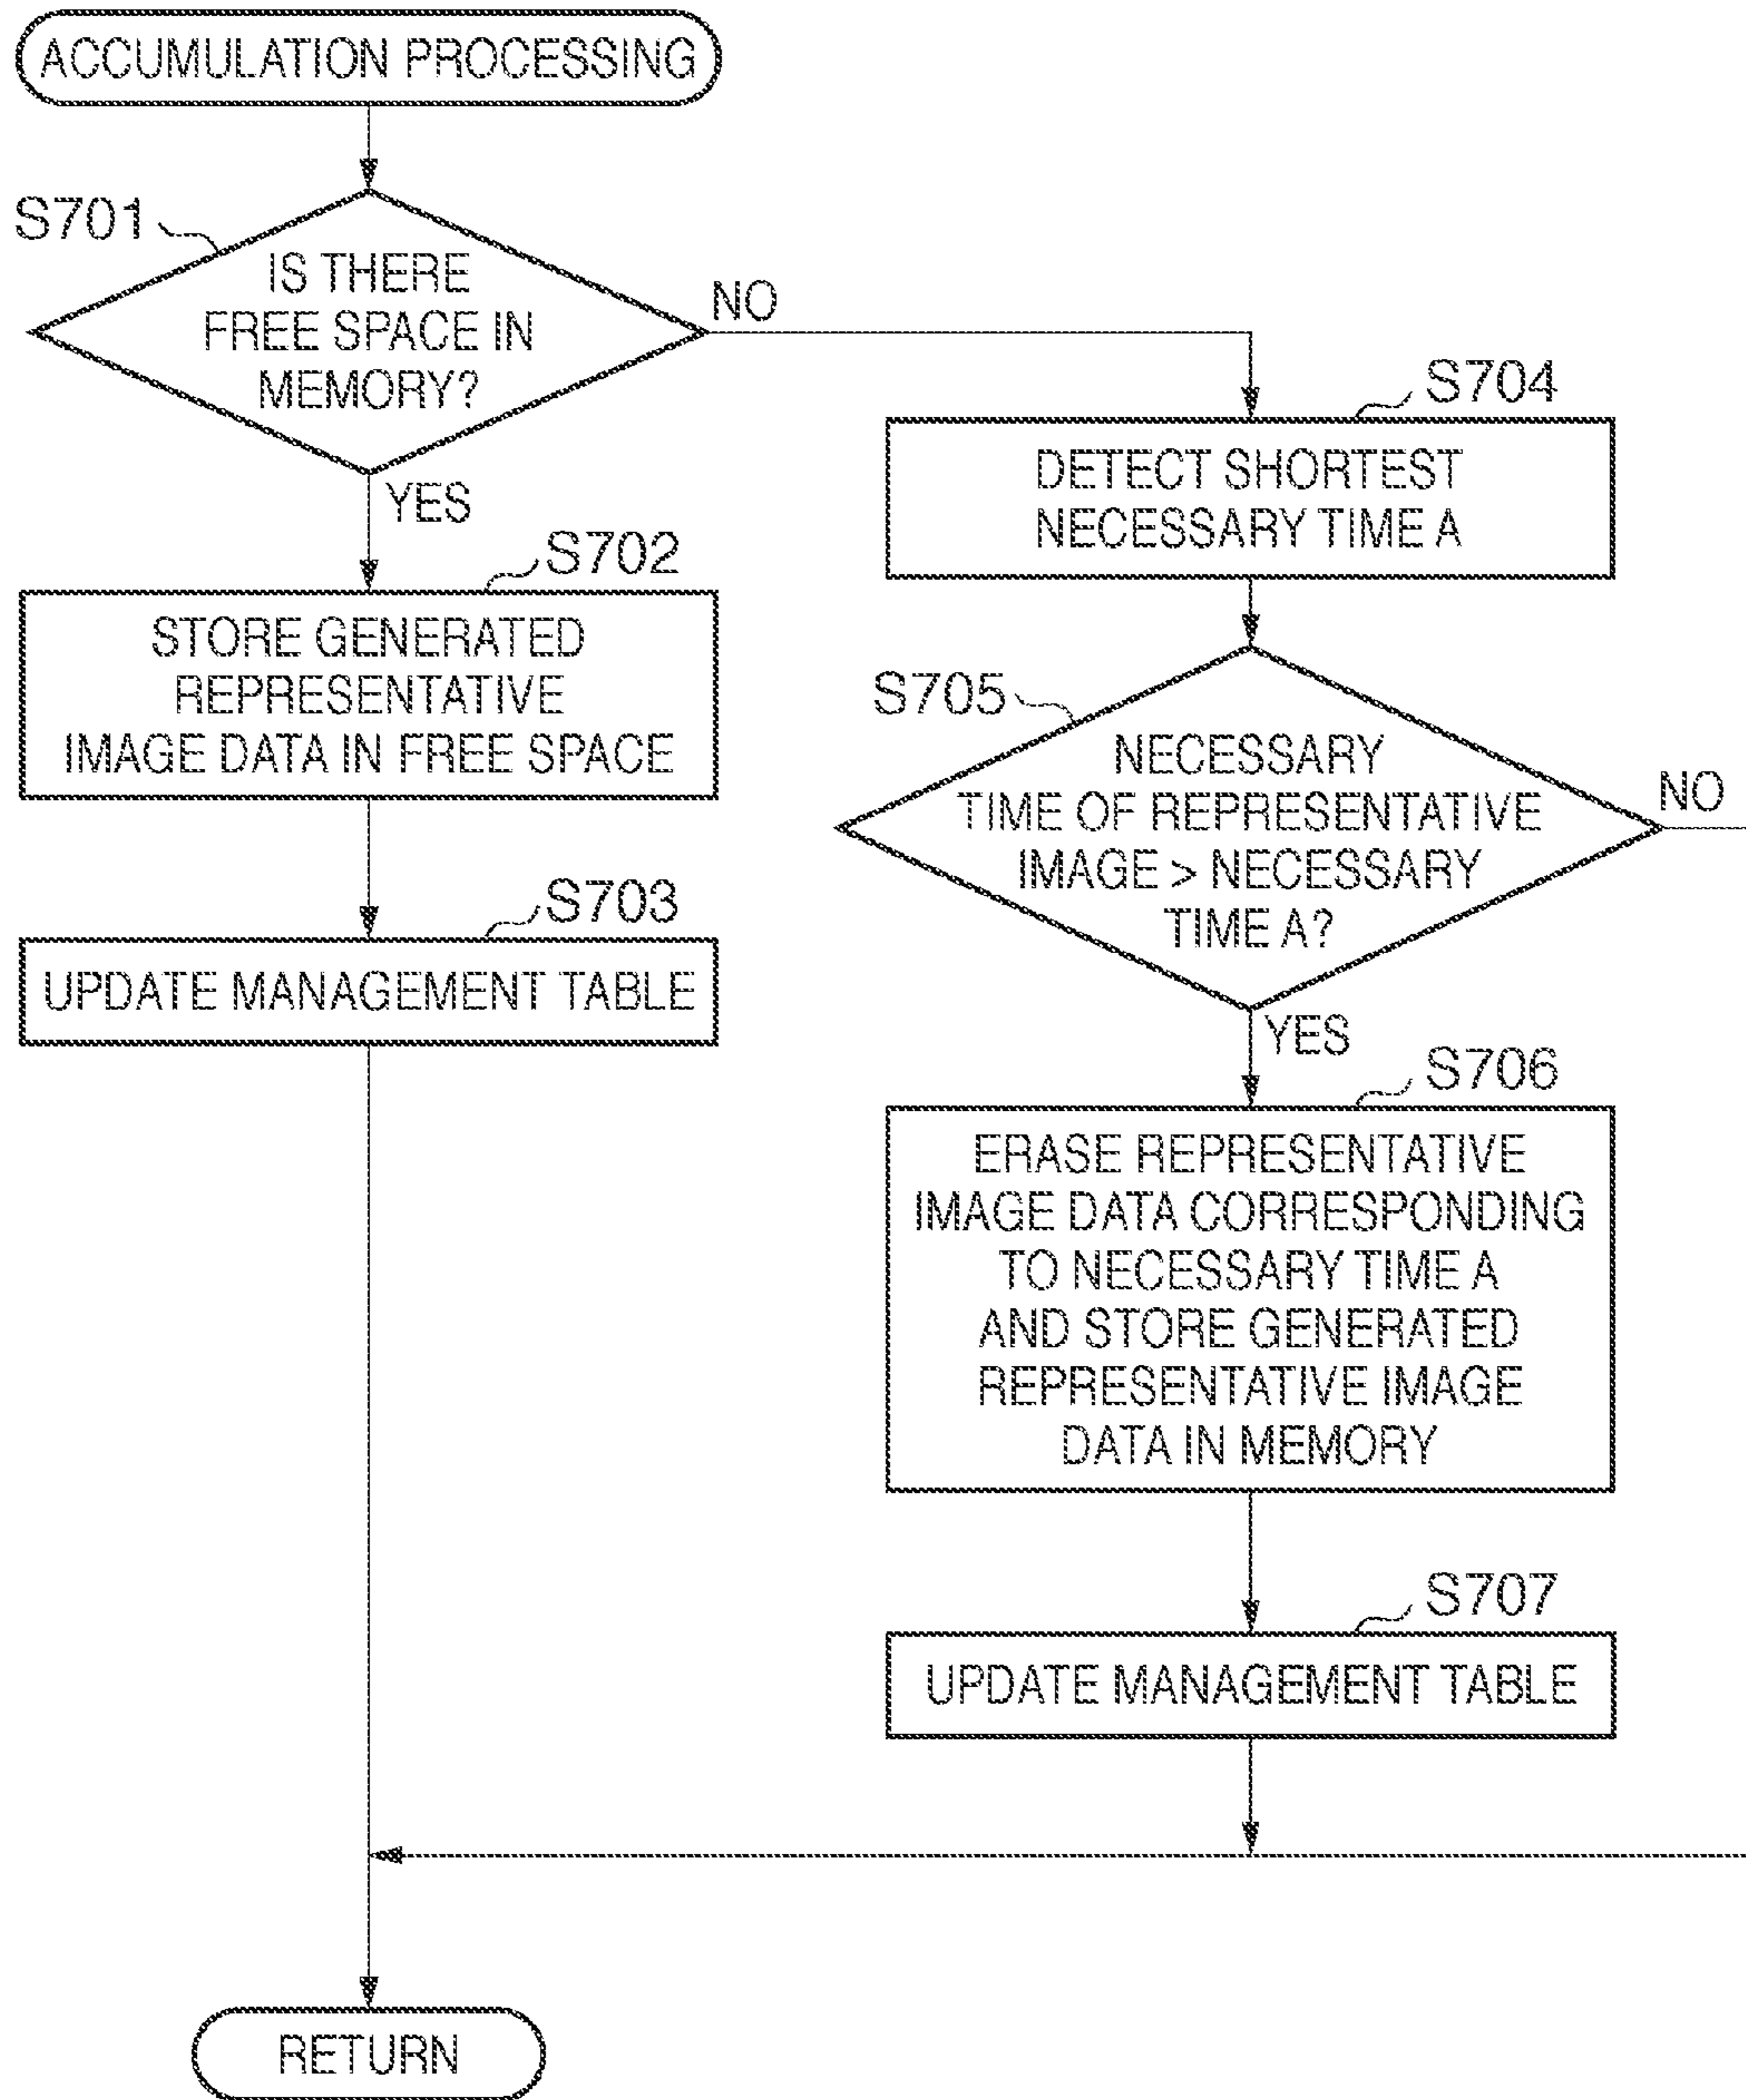 ACCUMULATION PROCESSING
S701
IS THERE
FREE SPACE IN
MEMORY?
NO
YES
S702
STORE GENERATED
REPRESENTATIVE
IMAGE DATA IN FREE SPACE
S703
UPDATE MANAGEMENT TABLE
S704
DETECT SHORTEST
NECESSARY TIME A
S705
NECESSARY
TIME OF REPRESENTATIVE
IMAGE > NECESSARY
TIME A?
NO
YES
S706
ERASE REPRESENTATIVE
IMAGE DATA CORRESPONDING
TO NECESSARY TIME A
AND STORE GENERATED
REPRESENTATIVE IMAGE
DATA IN MEMORY
S707
UPDATE MANAGEMENT TABLE
RETURN